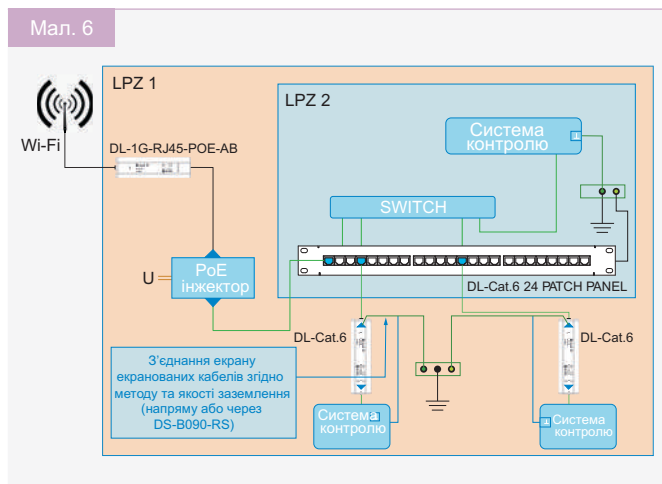 Мал. 6
LPZ 1
LPZ 2
Wi-Fi
DL-1G-RJ45-POE-AB
Система
контролю
SWITCH
U
PoE
інжектор
DL-Cat.6 24 PATCH PANEL
DL-Cat.6
DL-Cat.6
З’єднання екрану
екранованих кабелів згідно
методу та якості заземлення
(напряму або через
DS-B090-RS)
Система
контролю
Система
контролю